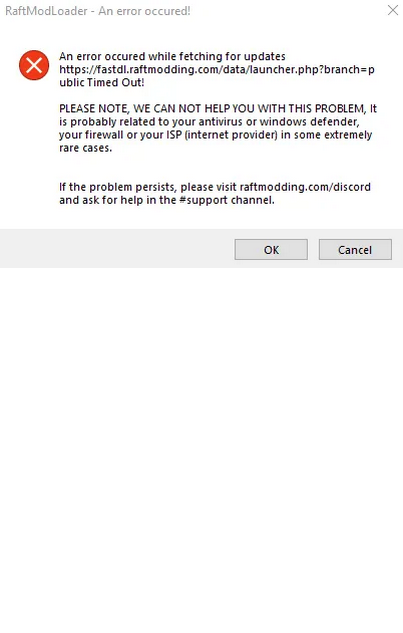 RaftModLoader - An error occured!
An error occured while fetching for updates
https://fastdl.raftmodding.com/data/launcher.php?branch=p
ublic Timed Out!
PLEASE NOTE, WE CAN NOT HELP YOU WITH THIS PROBLEM, It
is probably related to your antivirus or windows defender,
your firewall or your ISP (internet provider) in some extremely
rare cases.
If the problem persists, please visit raftmodding.com/discord
and ask for help in the #support channel.
OK
Cancel